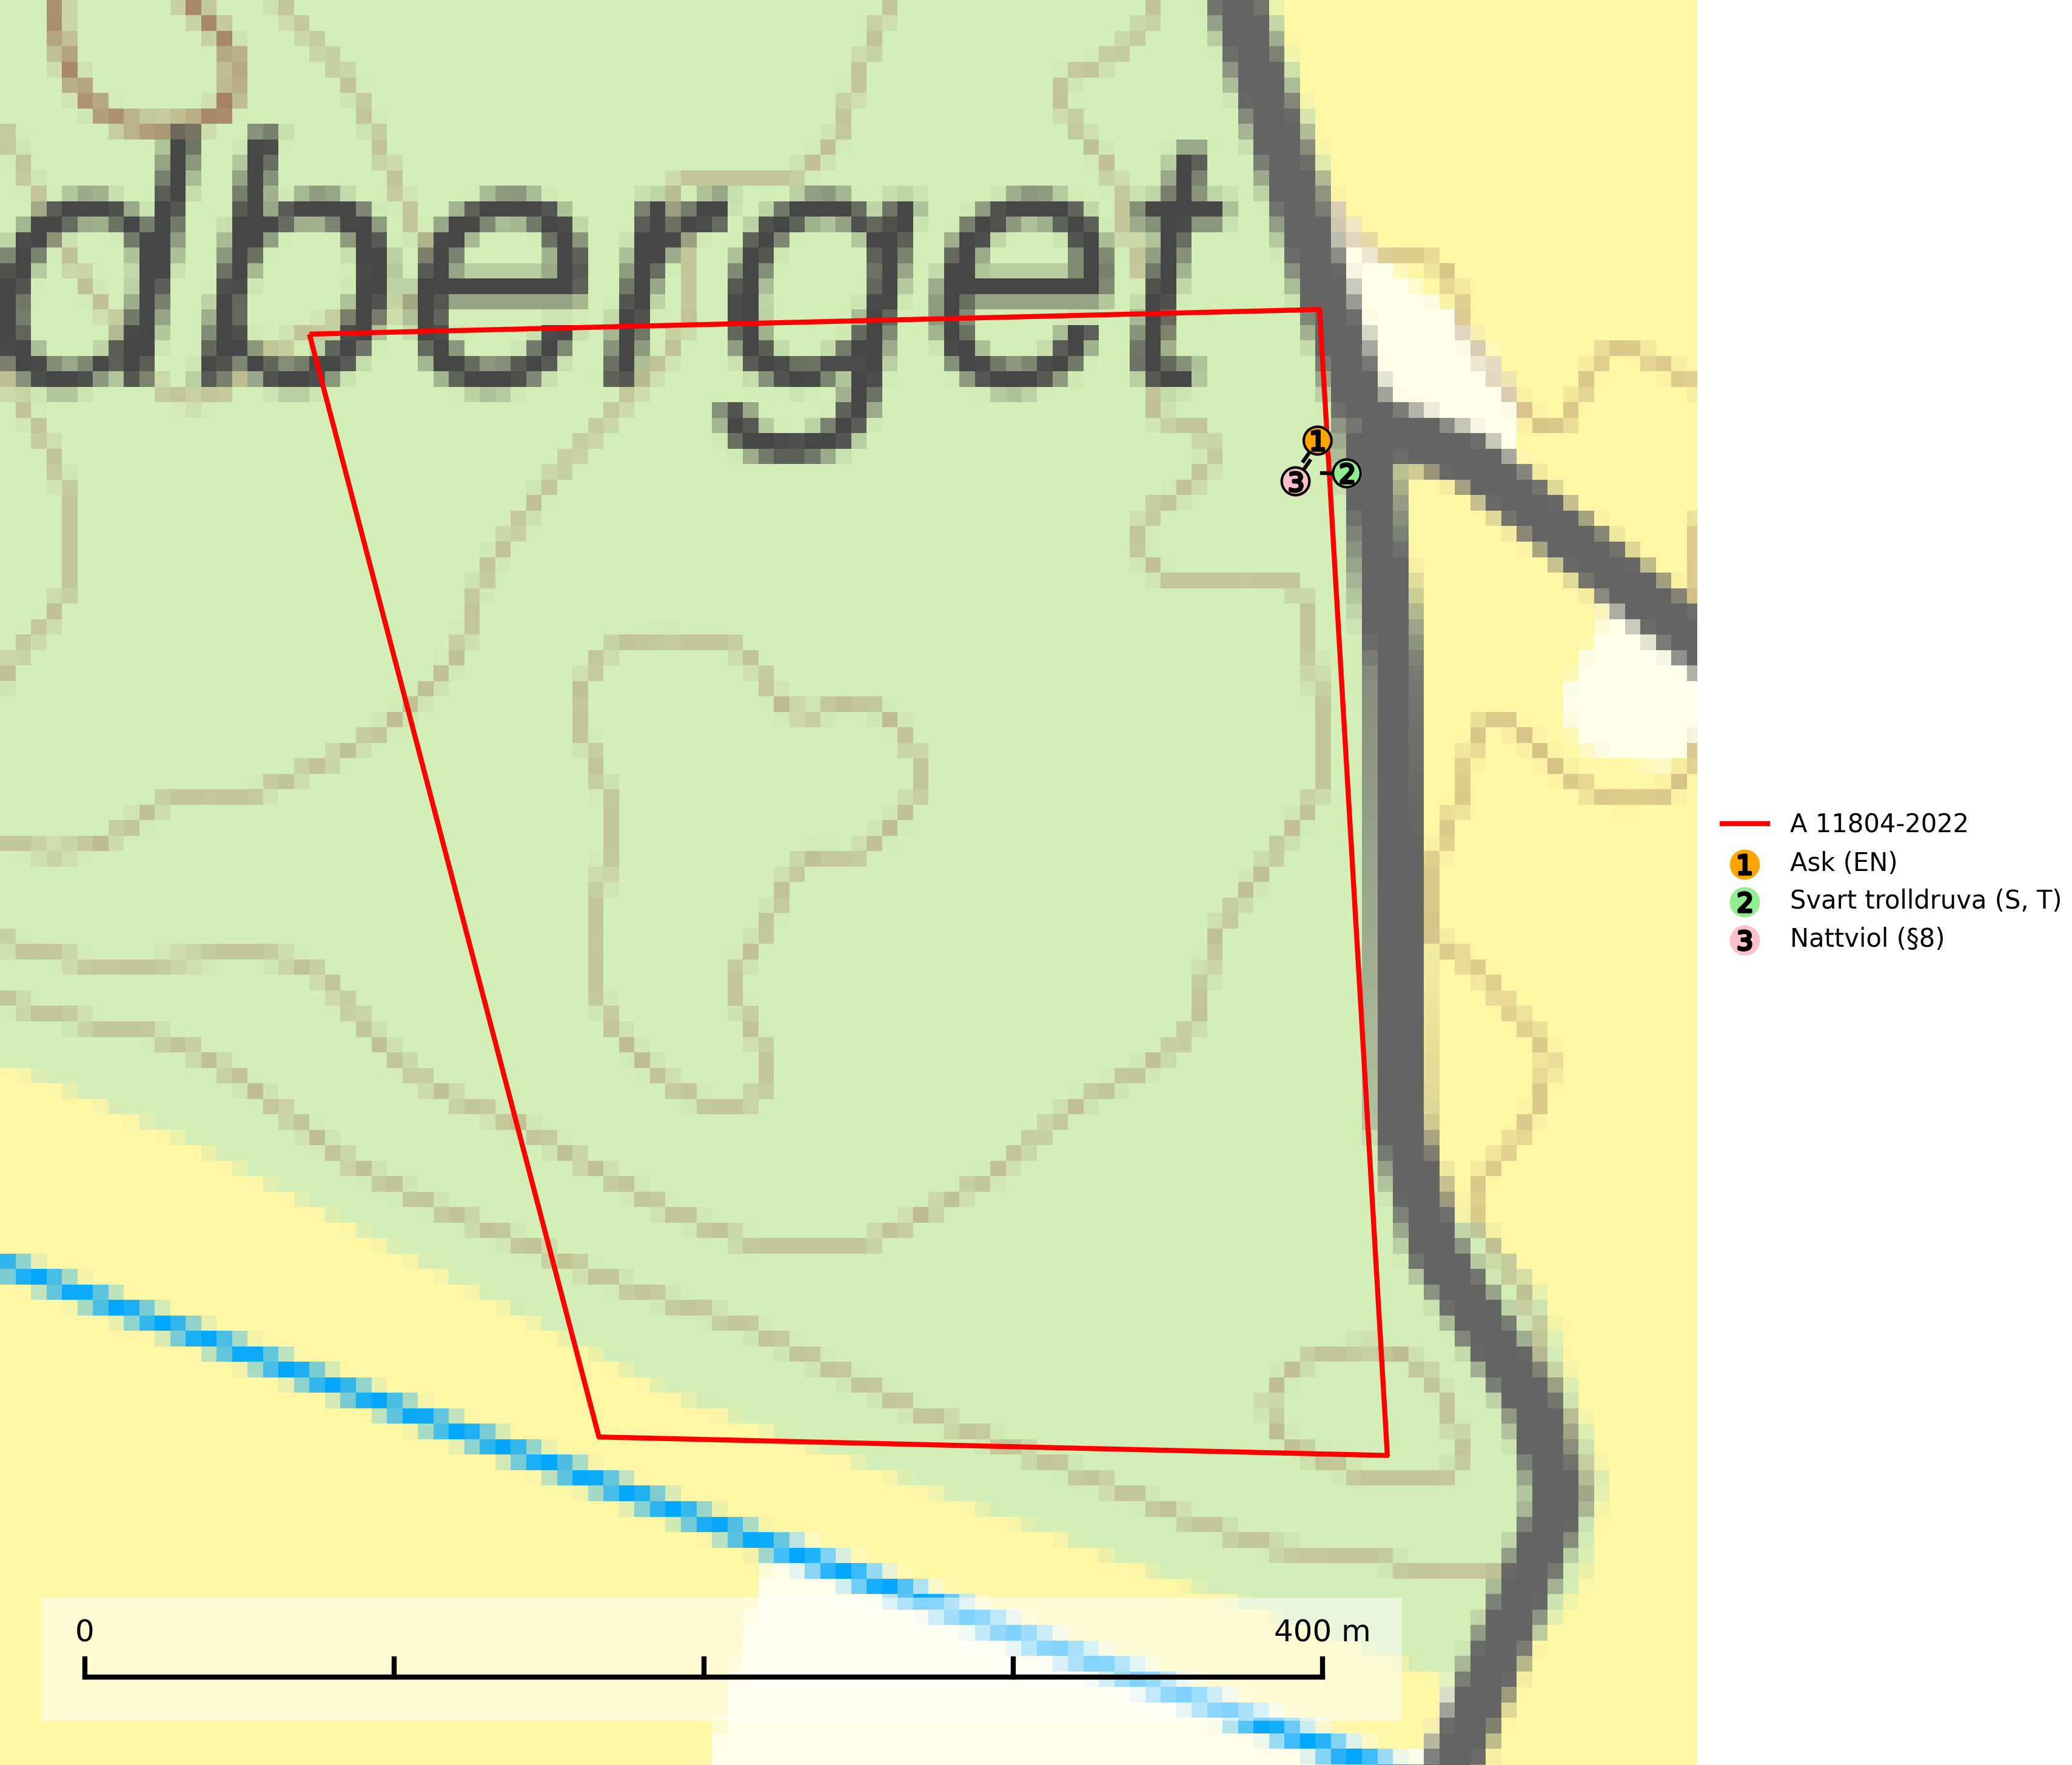 dberget
1
2
3
A 11804-2022
1 Ask (EN)
2 Svart trolldruva (S, T)
3 Nattviol (§8)
0 400 m